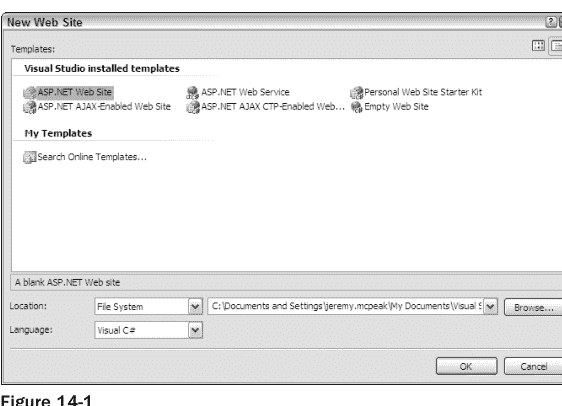 New Web Site
Templates:
Visual Studio installed templates
ASP.NET Web Site ASP.NET Web Service Personal Web Site Starter Kit
ASP.NET AJAX-Enabled Web Site ASP.NET AJAX CTP-Enabled Web... Empty Web Site
My Templates
Search Online Templates...
A blank ASP.NET Web site
Location: File System C:\Documents and Settings\jeremy.mcpeak\My Documents\Visual S Browse...
Language: Visual C#
OK Cancel
Figure 14-1